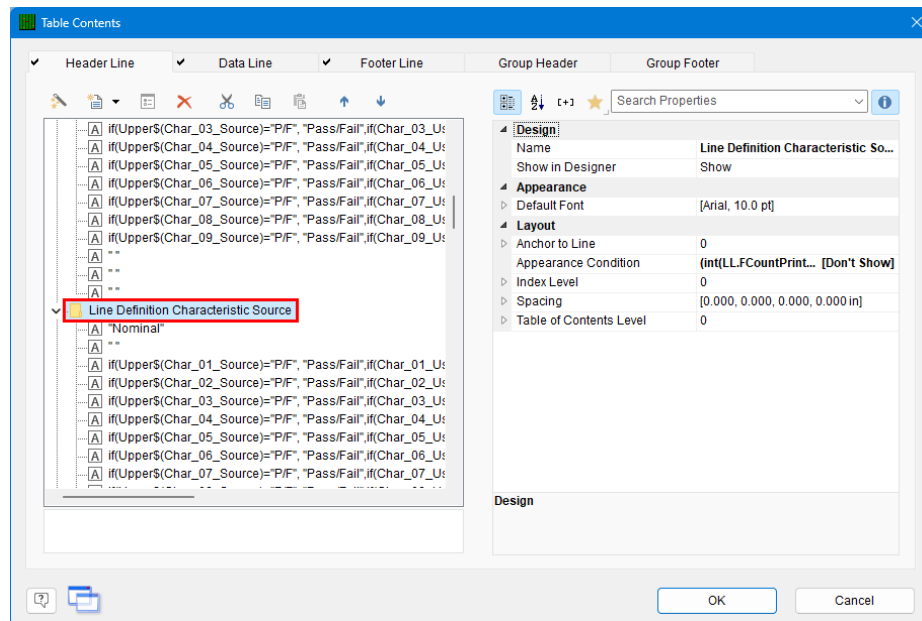 Table Contents
Header Line
Data Line
Footer Line
Group Header
Group Footer
Search Properties
if(Upper$(Char_03_Source)="P/F", "Pass/Fail",if(Char_03_Us
if(Upper$(Char_04_Source)="P/F", "Pass/Fail",if(Char_04_Us
if(Upper$(Char_05_Source)="P/F", "Pass/Fail",if(Char_05_Us
if(Upper$(Char_06_Source)="P/F", "Pass/Fail",if(Char_06_Us
if(Upper$(Char_07_Source)="P/F", "Pass/Fail",if(Char_07_Us
if(Upper$(Char_08_Source)="P/F", "Pass/Fail",if(Char_08_Us
if(Upper$(Char_09_Source)="P/F", "Pass/Fail",if(Char_09_Us
" "
" "
" "
Line Definition Characteristic Source
"Nominal"
" "
if(Upper$(Char_01_Source)="P/F", "Pass/Fail",if(Char_01_Us
if(Upper$(Char_02_Source)="P/F", "Pass/Fail",if(Char_02_Us
if(Upper$(Char_03_Source)="P/F", "Pass/Fail",if(Char_03_Us
if(Upper$(Char_04_Source)="P/F", "Pass/Fail",if(Char_04_Us
if(Upper$(Char_05_Source)="P/F", "Pass/Fail",if(Char_05_Us
if(Upper$(Char_06_Source)="P/F", "Pass/Fail",if(Char_06_Us
if(Upper$(Char_07_Source)="P/F", "Pass/Fail",if(Char_07_Us
Design
Name Line Definition Characteristic So...
Show in Designer Show
Appearance
Default Font [Arial, 10.0 pt]
Layout
Anchor to Line 0
Appearance Condition (int(LL.FCountPrint... [Don't Show]
Index Level 0
Spacing [0.000, 0.000, 0.000, 0.000 in]
Table of Contents Level 0
Design
OK
Cancel